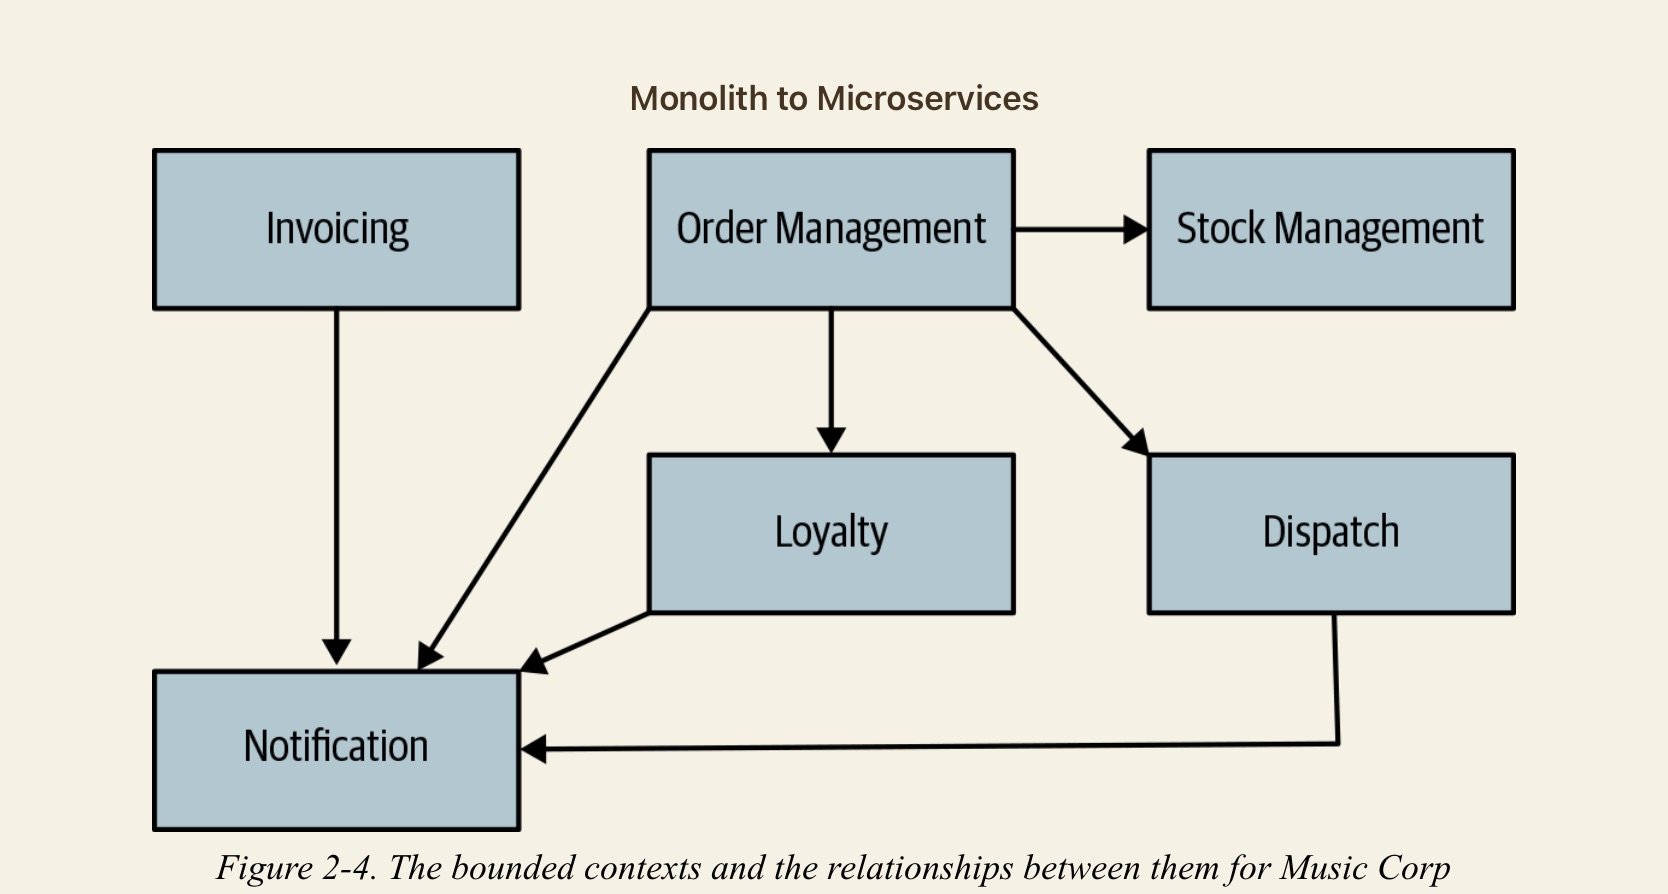 Monolith to Microservices
Invoicing
Order Management
Stock Management
Loyalty
Dispatch
Notification
Figure 2-4. The bounded contexts and the relationships between them for Music Corp